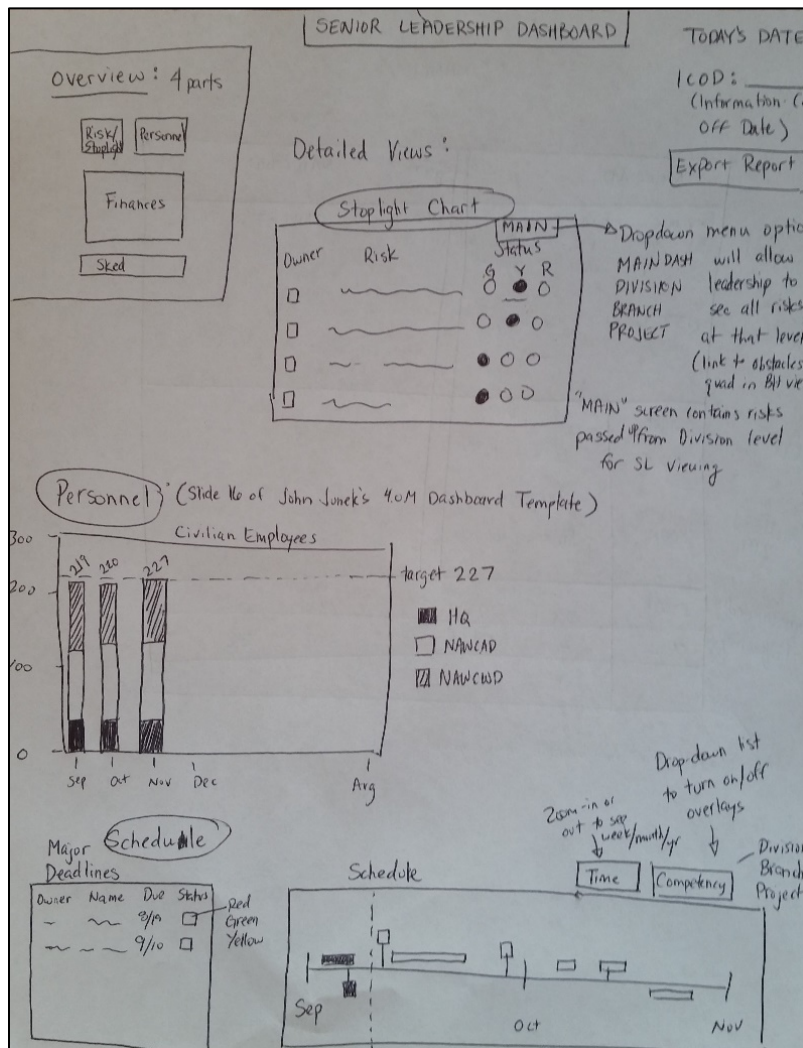 SENIOR LEADERSHIP DASHBOARD
TODAY'S DATE
ICOD:
(Information
OFF Date)
Export Report
Overview: 4 parts
Risk/ Personnel
Stoplight
Finances
Sked
Detailed Views:
Stoplight Chart
MAIN
Owner Risk Status
G Y R
Dropdown menu optio
MAIN DASH will allow
DIVISION leadership to
BRANCH see all risks
PROJECT at that level
(link to obstacles
quad in BH vie
"MAIN" screen contains risks
passed up from Division level
for SL viewing
Personnel (Slide 16 of John Junek's 4.0M Dashboard Template)
Civilian Employees
300
219 220 227
target 227
200
HQ
NAWCAD
100
NAWCWD
0
Sep Oct Nov Dec Aug
Drop-down list
to turn on/off
overlays
Zoom-in or
out to see
week/month/yr
Schedule
Major
Deadlines
Owner Name Due Status
8/19
9/10
Red
Green
Yellow
Schedule
Time
Competency
Division
Branch
Project
Sep Oct Nov